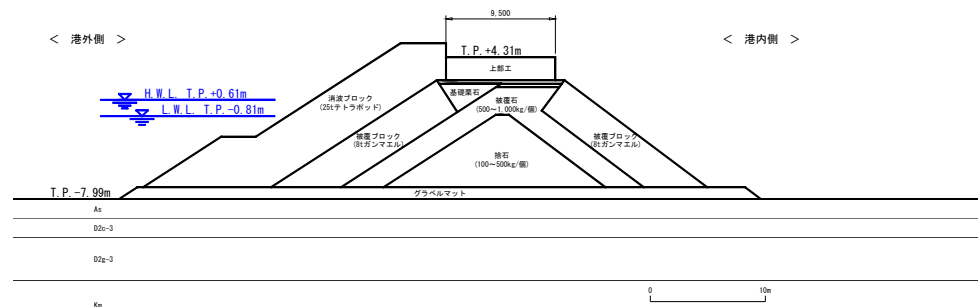 9,500
＜ 港外側 ＞
＜ 港内側 ＞
T.P.+4.31m
上部工
H.W.L. T.P.+0.61m
L.W.L. T.P.-0.81m
消波ブロック
(25tテトラポッド)
基礎栗石
被覆石
(500～1,000kg/個)
被覆ブロック
(8tガンマエル)
被覆ブロック
(8tガンマエル)
捨石
(100～500kg/個)
T.P.-7.99m
グラベルマット
As
D2c-3
D2g-3
0
10m
Km